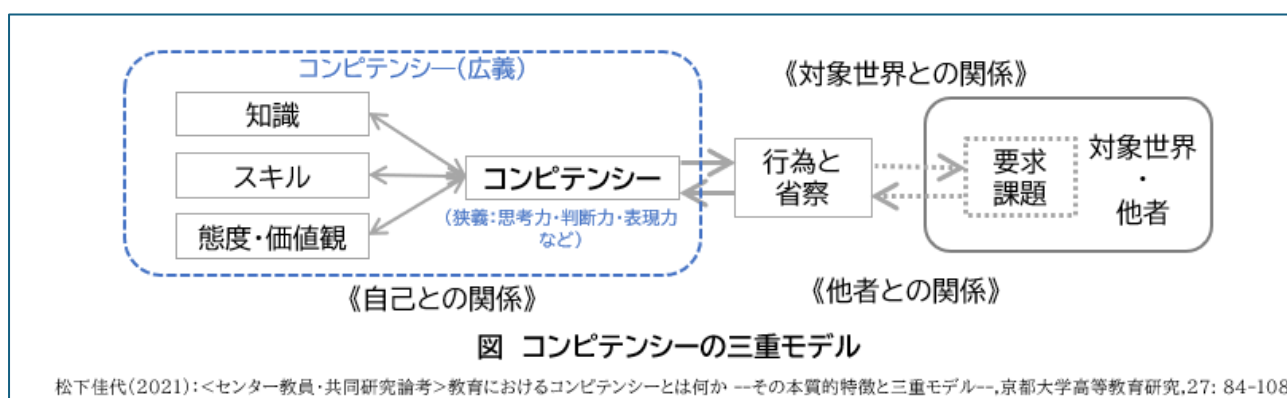 コンピテンシー(広義)
《対象世界との関係》
知識
スキル
態度・価値観
コンピテンシー
(狭義:思考力・判断力・表現力
など)
行為と
省察
要求
課題
対象世界
・
他者
《自己との関係》
《他者との関係》
図 コンピテンシーの三重モデル
松下佳代(2021):<センター教員・共同研究論考>教育におけるコンピテンシーとは何か --その本質的特徴と三重モデル--,京都大学高等教育研究,27: 84-108